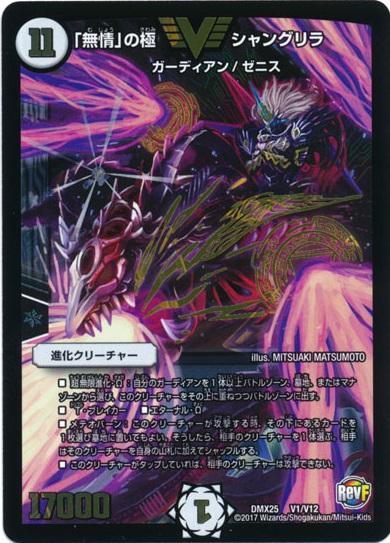 11
「無情」の極 シャングリラ
ガーディアン / ゼニス
進化クリーチャー
illus. MITSUAKI MATSUMOTO
■ 超無限進化・Ω:自分のガーディアンを1体以上バトルゾーン、墓地、またはマナ
ゾーンから選び、このクリーチャーをその上に重ねつつバトルゾーンに出す。
■ T・ブレイカー ■ エターナル・Ω
■ メテオバーン:このクリーチャーが攻撃する時、その下にあるカードを
1枚選び墓地に置いてもよい。そうしたら、相手のクリーチャーを1体選ぶ。相手
はそのクリーチャーを自身の山札に加えてシャッフルする。
■ このクリーチャーがタップしていれば、相手のクリーチャーは攻撃できない。
17000
1
DMX25 V1/V12
©2017 Wizards/Shogakukan/Mitsui-Kids
RevF